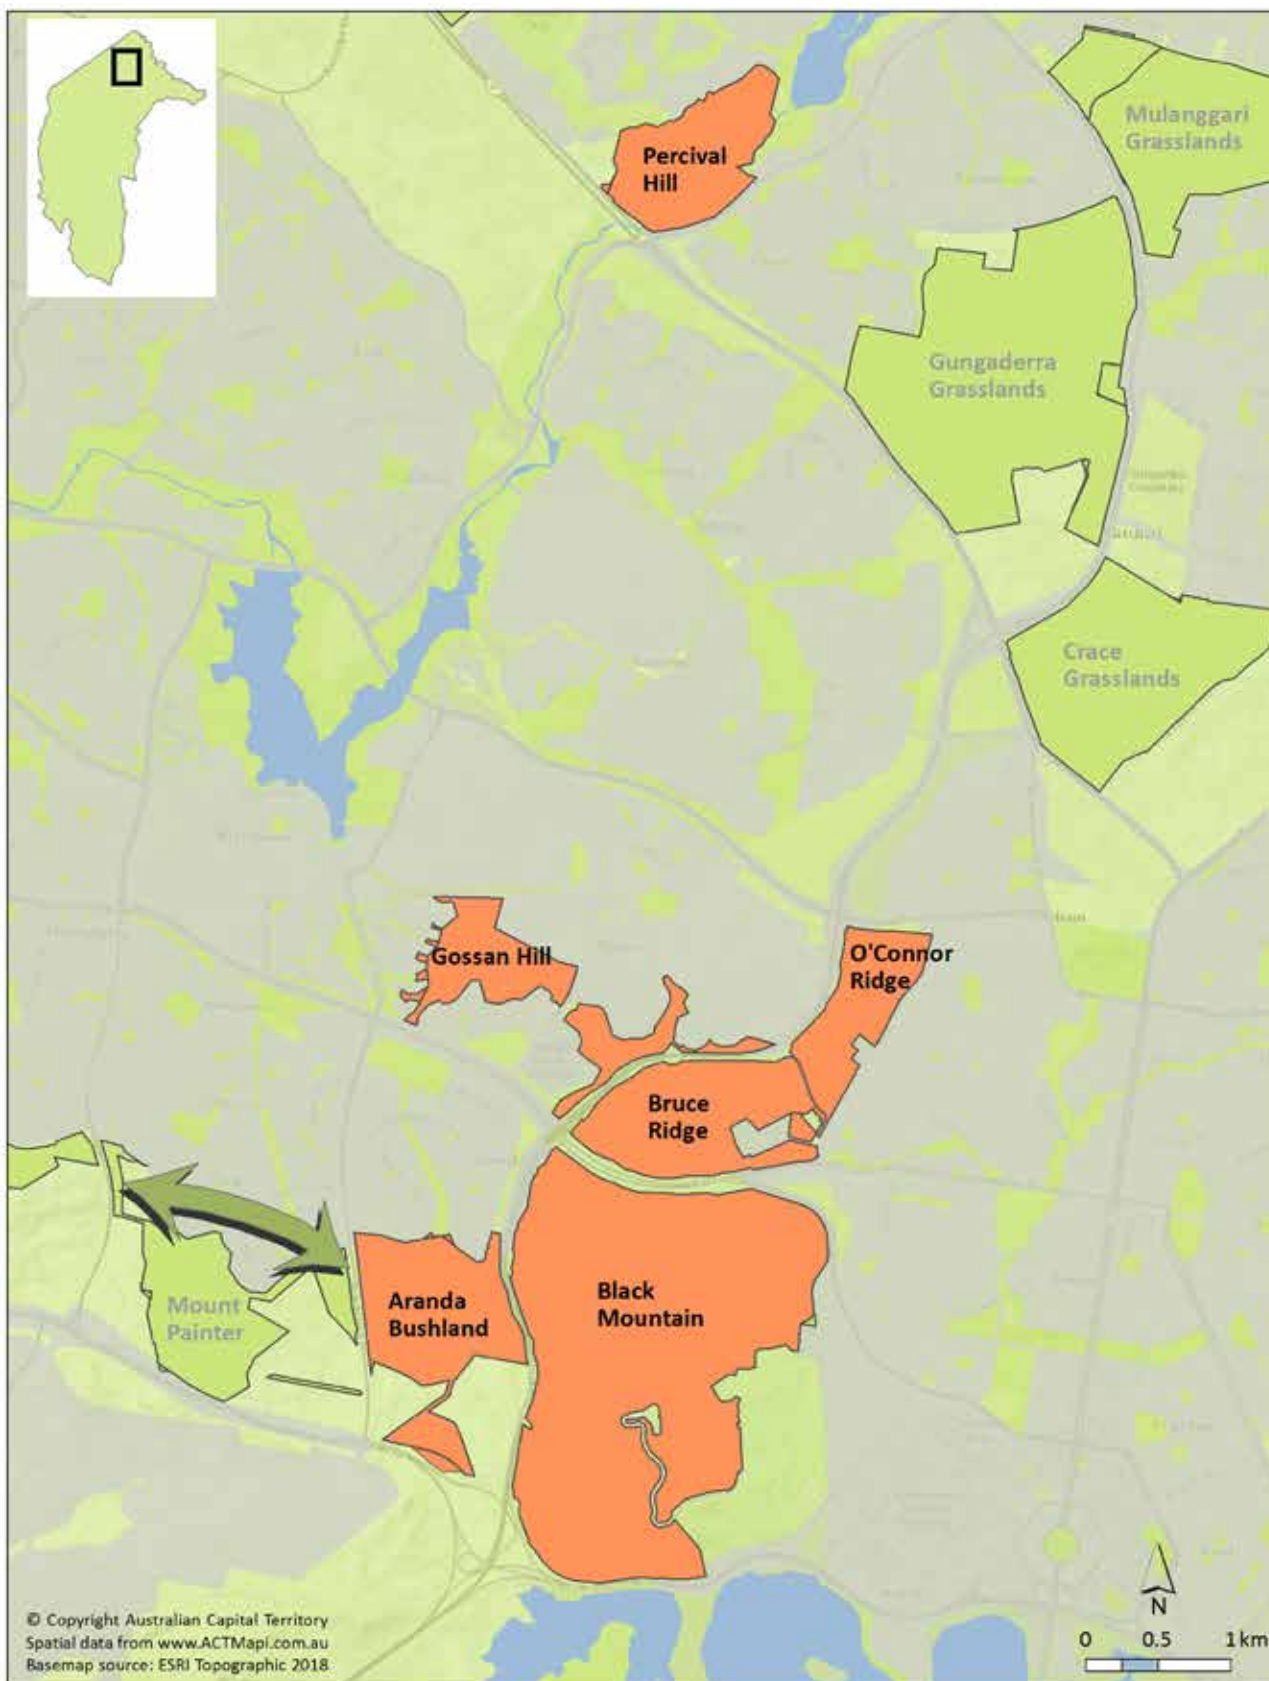 Percival
Hill
Mulanggari
Grasslands
Gungaderra
Grasslands
Crace
Grasslands
Gossan Hill
O'Connor
Ridge
Bruce
Ridge
Black
Mountain
Aranda
Bushland
Mount
Painter
© Copyright Australian Capital Territory
Spatial data from www.ACTMapi.com.au
Basemap source: ESRI Topographic 2018
N
0 0.5 1km